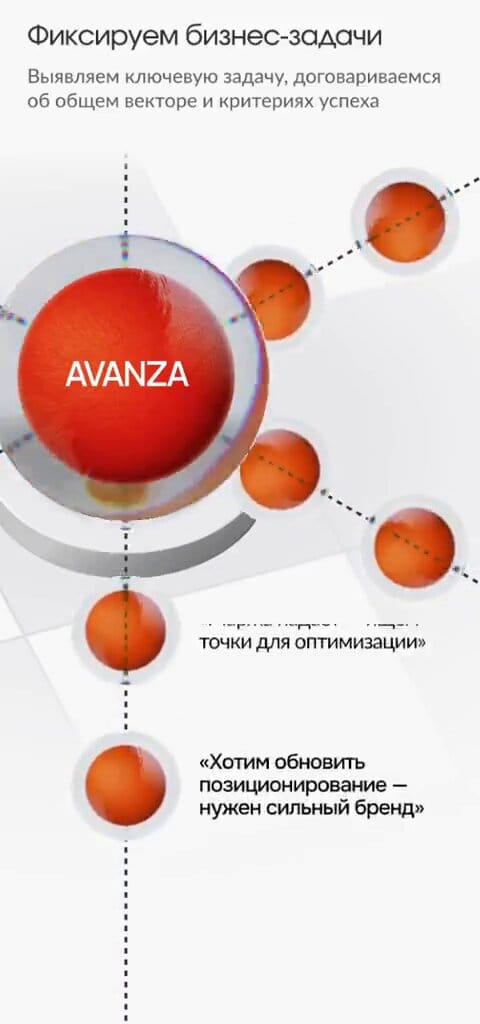 Фиксируем бизнес-задачи
Выявляем ключевую задачу, договариваемся
об общем векторе и критериях успеха
AVANZA
точки для оптимизации»
«Хотим обновить
позиционирование —
нужен сильный бренд»